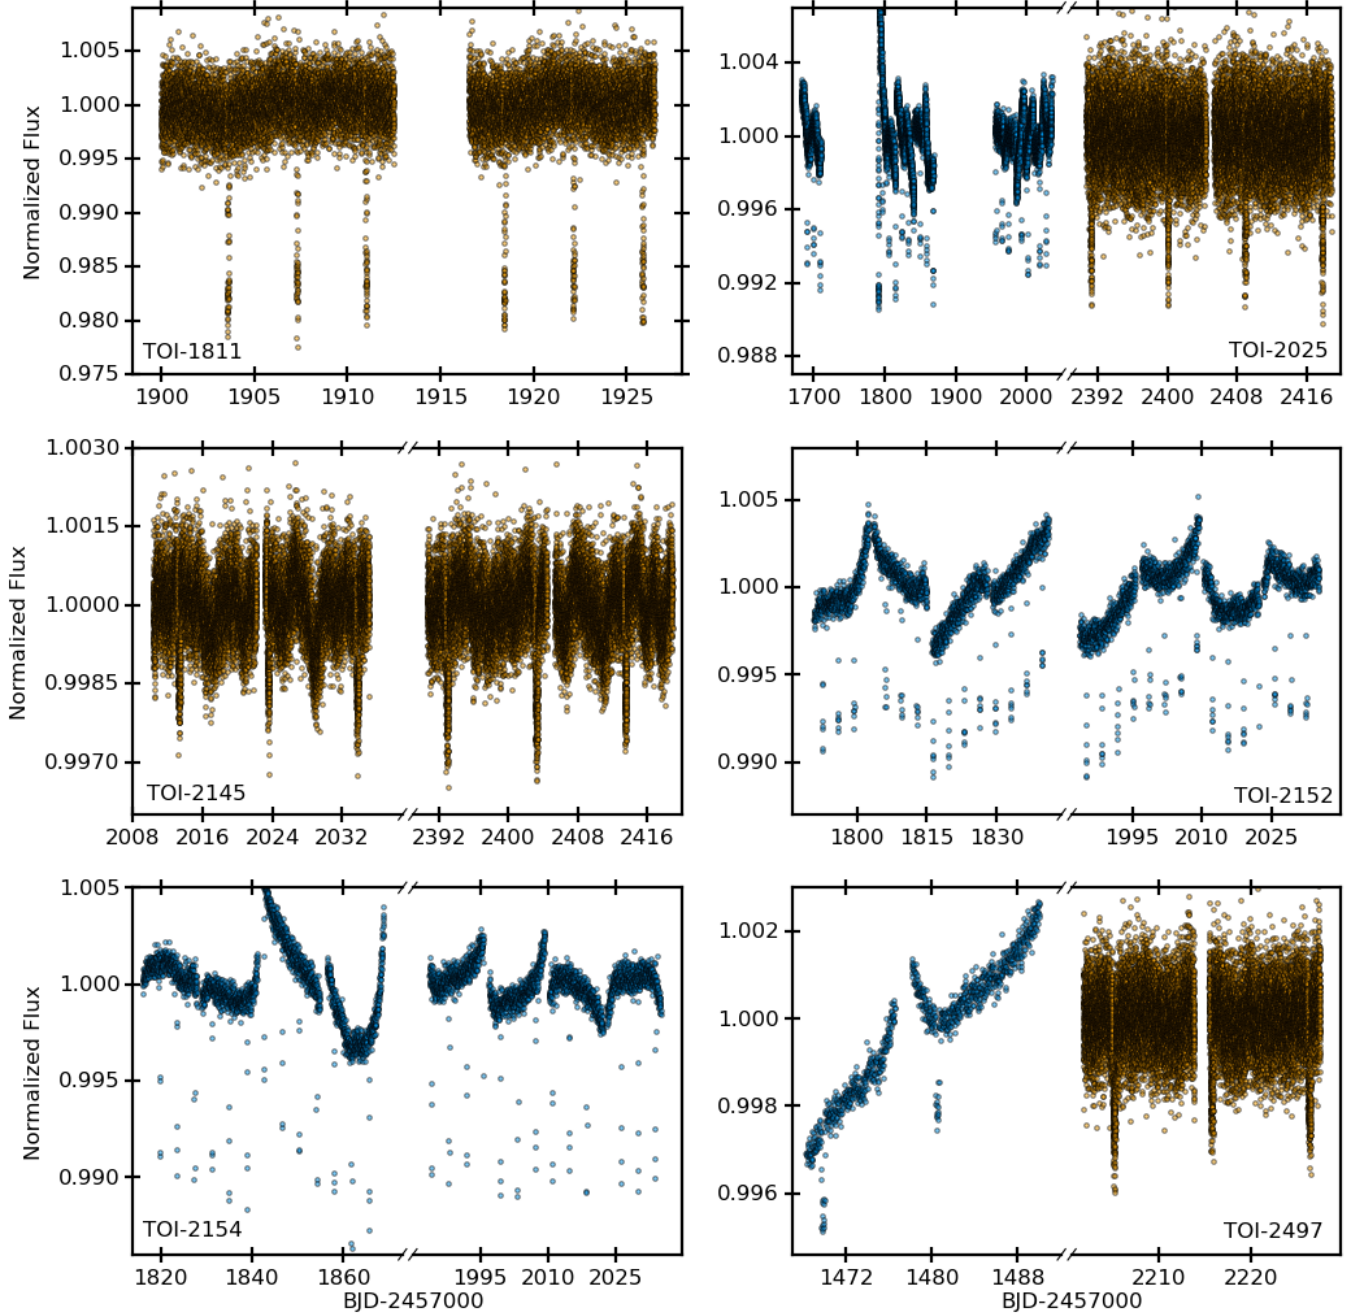 Normalized Flux
1.005
1.000
0.995
0.990
0.985
0.980
0.975
TOI-1811
1900 1905 1910 1915 1920 1925
1.004
1.000
0.996
0.992
0.988
TOI-2025
1700 1800 1900 2000 2392 2400 2408 2416
Normalized Flux
1.0030
1.0015
1.0000
0.9985
0.9970
TOI-2145
2008 2016 2024 2032 2392 2400 2408 2416
1.005
1.000
0.995
0.990
TOI-2152
1800 1815 1830 1995 2010 2025
Normalized Flux
1.005
1.000
0.995
0.990
TOI-2154
1820 1840 1860 1995 2010 2025
BJD-2457000
1.002
1.000
0.998
0.996
TOI-2497
1472 1480 1488 2210 2220
BJD-2457000